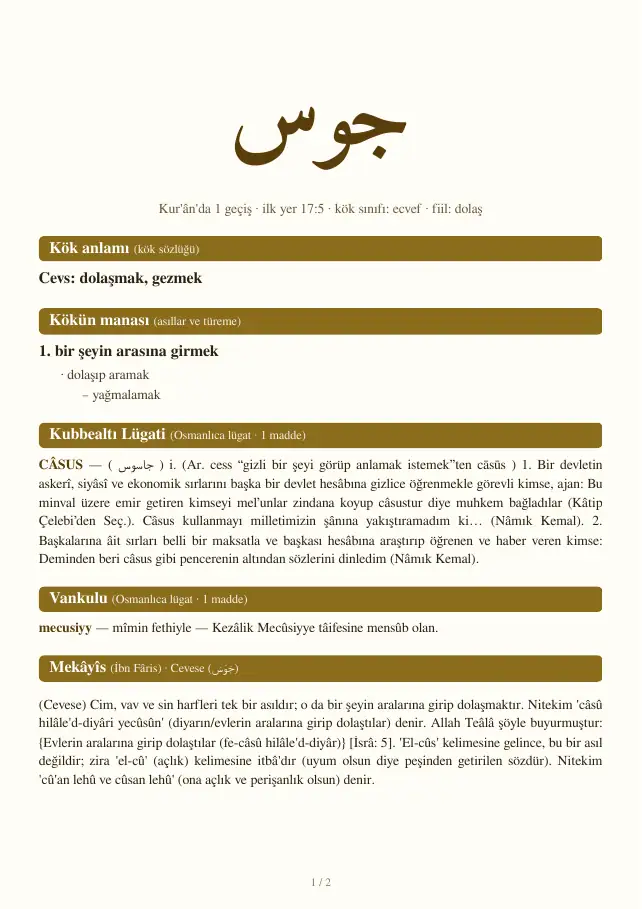 جوس
Kur'ân'da 1 geçiş · ilk yer 17:5 · kök sınıfı: ecvef · fiil: dolaş
Kök anlamı (kök sözlüğü)
Cevs: dolaşmak, gezmek
Kökün manası (asıllar ve türeme)
1. bir şeyin arasına girmek
· dolaşıp aramak
– yağmalamak
Kubbealtı Lügati (Osmanlıca lügat · 1 madde)
CÂSUS — ( جاسوس ) i. (Ar. cess “gizli bir şeyi görüp anlamak istemek”ten cāsūs ) 1. Bir devletin
askerî, siyâsî ve ekonomik sırlarını başka bir devlet hesâbına gizlice öğrenmekle görevli kimse, ajan: Bu
minval üzere emir getiren kimseyi mel’unlar zindana koyup câsustur diye muhkem bağladılar (Kâtip
Çelebi’den Seç.). Câsus kullanmayı milletimizin şânına yakıştıramadım ki… (Nâmık Kemal). 2.
Başkalarına âit sırları belli bir maksatla ve başkası hesâbına araştırıp öğrenen ve haber veren kimse:
Deminden beri câsus gibi pencerenin altından sözlerini dinledim (Nâmık Kemal).
Vankulu (Osmanlıca lügat · 1 madde)
mecusiyy — mîmin fethiyle — Kezâlik Mecûsiyye tâifesine mensûb olan.
Mekâyîs (İbn Fâris) · Cevese (جَوَسَ)
(Cevese) Cim, vav ve sin harfleri tek bir asıldır; o da bir şeyin aralarına girip dolaşmaktır. Nitekim 'câsû
hilâle'd-diyâri yecûsûn' (diyarın/evlerin aralarına girip dolaştılar) denir. Allah Teâlâ şöyle buyurmuştur:
{Evlerin aralarına girip dolaştılar (fe-câsû hilâle'd-diyâr)} [İsrâ: 5]. 'El-cûs' kelimesine gelince, bu bir asıl
değildir; zira 'el-cû' (açlık) kelimesine itbâ'dır (uyum olsun diye peşinden getirilen sözdür). Nitekim
'cû'an lehû ve cûsan lehû' (ona açlık ve perişanlık olsun) denir.
1 / 2